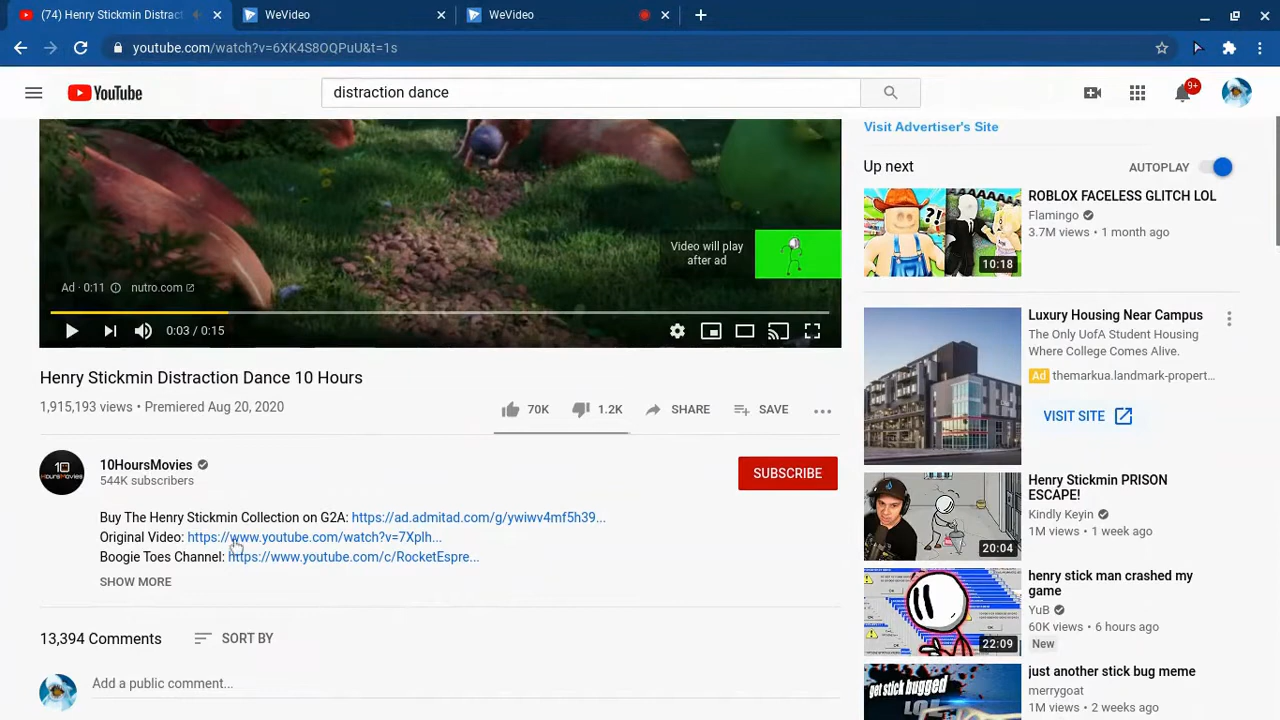 (74) Henry Stickmin Distract
WeVideo
WeVideo
youtube.com/watch?v=6XK4S8OQPuU&t=1s
YouTube
distraction dance
9+
Visit Advertiser's Site
Up next
AUTOPLAY
Video will play
after ad
Ad · 0:11
nutro.com
0:03 / 0:15
ROBLOX FACELESS GLITCH LOL
Flamingo
3.7M views • 1 month ago
10:18
Henry Stickmin Distraction Dance 10 Hours
1,915,193 views • Premiered Aug 20, 2020
70K
1.2K
SHARE
SAVE
Luxury Housing Near Campus
The Only UofA Student Housing
Where College Comes Alive.
Ad themarkua.landmark-propert...
VISIT SITE
10HoursMovies
544K subscribers
SUBSCRIBE
Buy The Henry Stickmin Collection on G2A: https://ad.admitad.com/g/ywiwv4mf5h39...
Original Video: https://www.youtube.com/watch?v=7Xplh...
Boogie Toes Channel: https://www.youtube.com/c/RocketEspre...
SHOW MORE
Henry Stickmin PRISON
ESCAPE!
Kindly Keyin
1M views • 1 week ago
20:04
henry stick man crashed my
game
YuB
60K views • 6 hours ago
New
22:09
13,394 Comments
SORT BY
Add a public comment...
just another stick bug meme
merrygoat
1M views • 2 weeks ago
get stick bugged
LOL